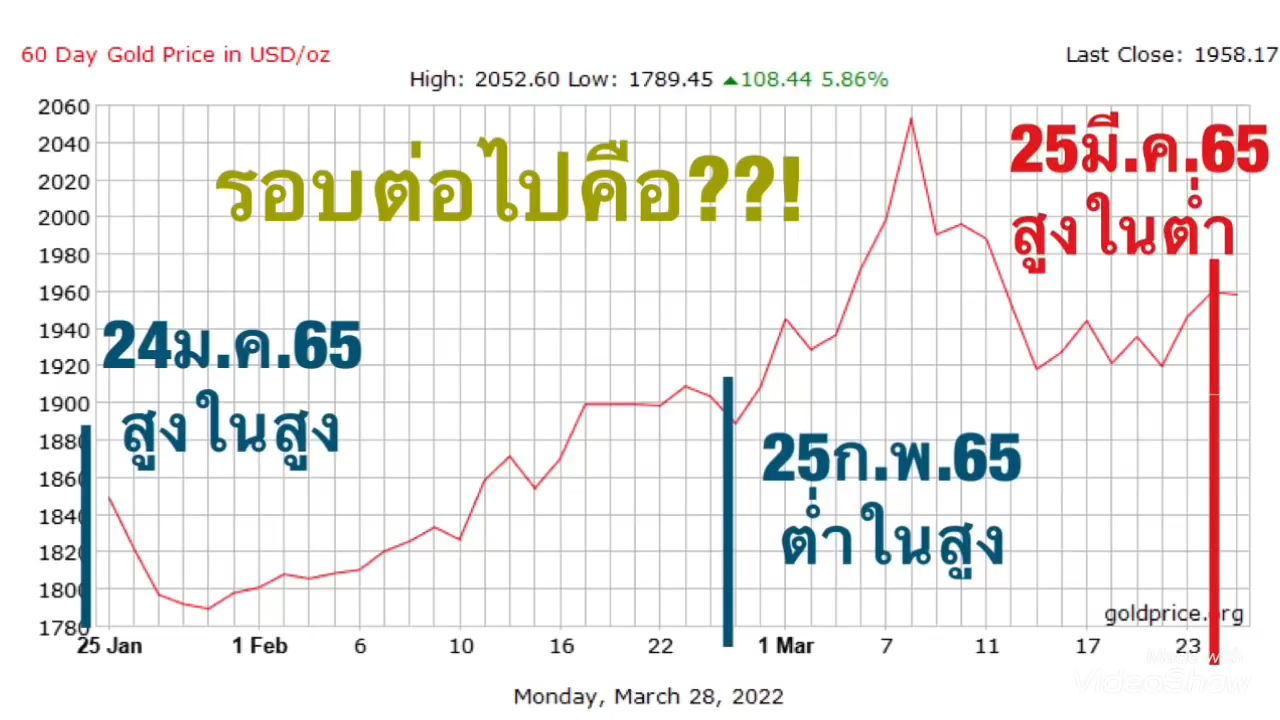 60 Day Gold Price in USD/oz
Last Close: 1958.17
High: 2052.60 Low: 1789.45 ▲108.44 5.86%
2060
2040
2020
2000
1980
1960
1940
1920
1900
1880
1860
1840
1820
1800
1780
รอบต่อไปคือ??!
25มี.ค.65
สูงในต่ำ
24ม.ค.65
สูงในสูง
25ก.พ.65
ต่ำในสูง
goldprice.org
25 Jan 1 Feb 6 10 16 22 1 Mar 7 11 17 23
Made with
VideoShow
Monday, March 28, 2022